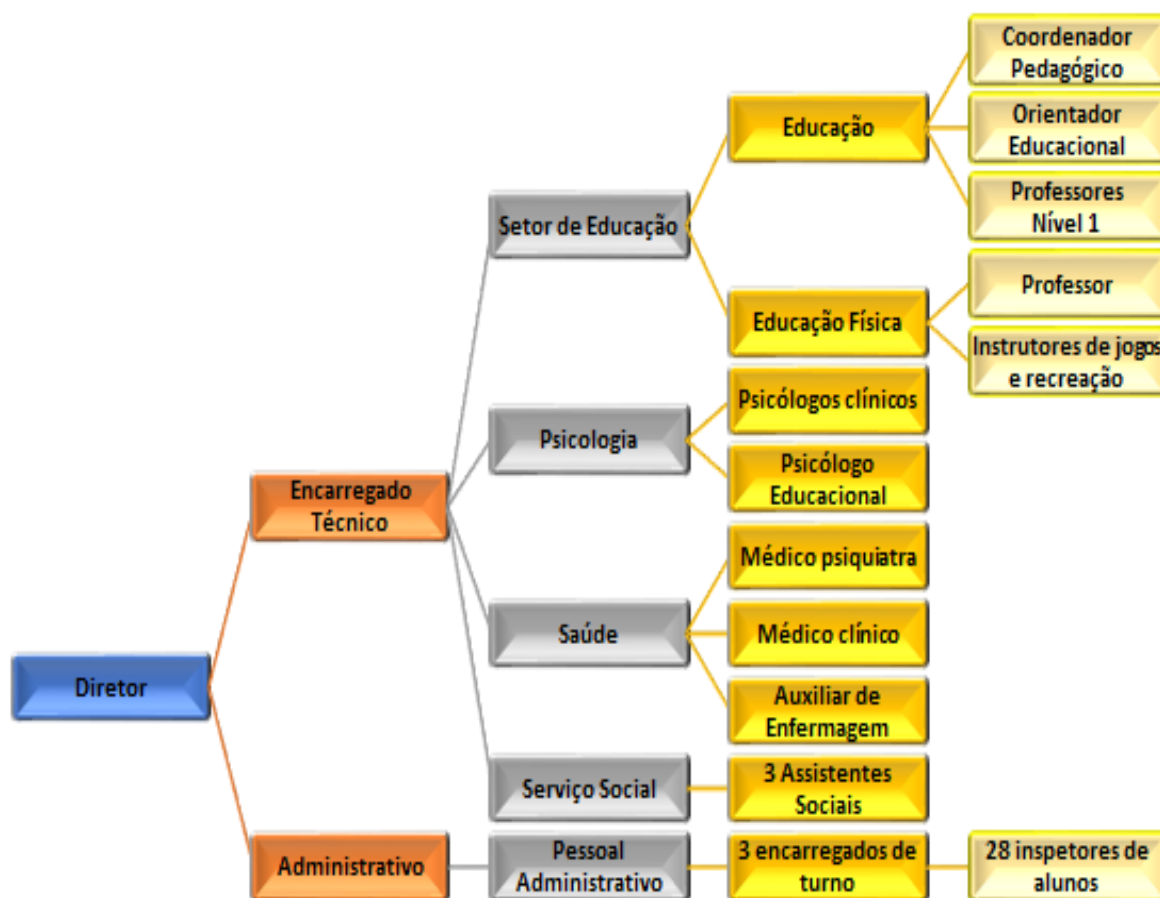 Coordenador
Pedagógico
Educação
Orientador
Educacional
Professores
Nível 1
Setor de Educação
Professor
Educação Física
Instrutores de jogos
e recreação
Psicólogos clínicos
Psicologia
Psicólogo
Educacional
Encarregado
Técnico
Médico psiquiatra
Saúde
Médico clínico
Diretor
Auxiliar de
Enfermagem
Serviço Social
3 Assistentes
Sociais
Administrativo
Pessoal
Administrativo
3 encarregados de
turno
28 inspetores de
alunos